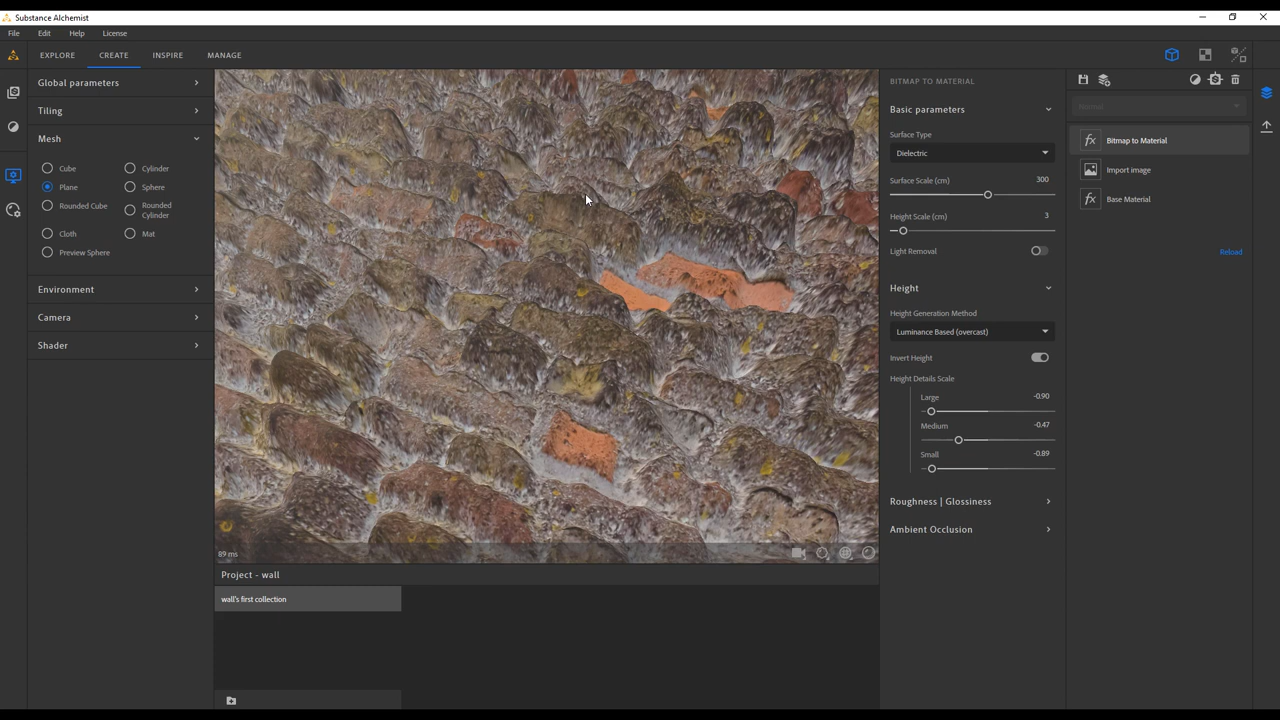 Substance Alchemist
File Edit Help License
EXPLORE CREATE INSPIRE MANAGE
Global parameters
Tiling
Mesh
Cube Cylinder
Plane Sphere
Rounded Cube Rounded
Cylinder
Cloth Mat
Preview Sphere
Environment
Camera
Shader
89 ms
Project - wall
wall's first collection
BITMAP TO MATERIAL
Basic parameters
Surface Type
Dielectric
Surface Scale (cm) 300
Height Scale (cm) 3
Light Removal
Height
Height Generation Method
Luminance Based (overcast)
Invert Height
Height Details Scale
Large -0.90
Medium -0.47
Small -0.89
Roughness | Glossiness
Ambient Occlusion
Normal
Bitmap to Material
Import image
Base Material
Reload